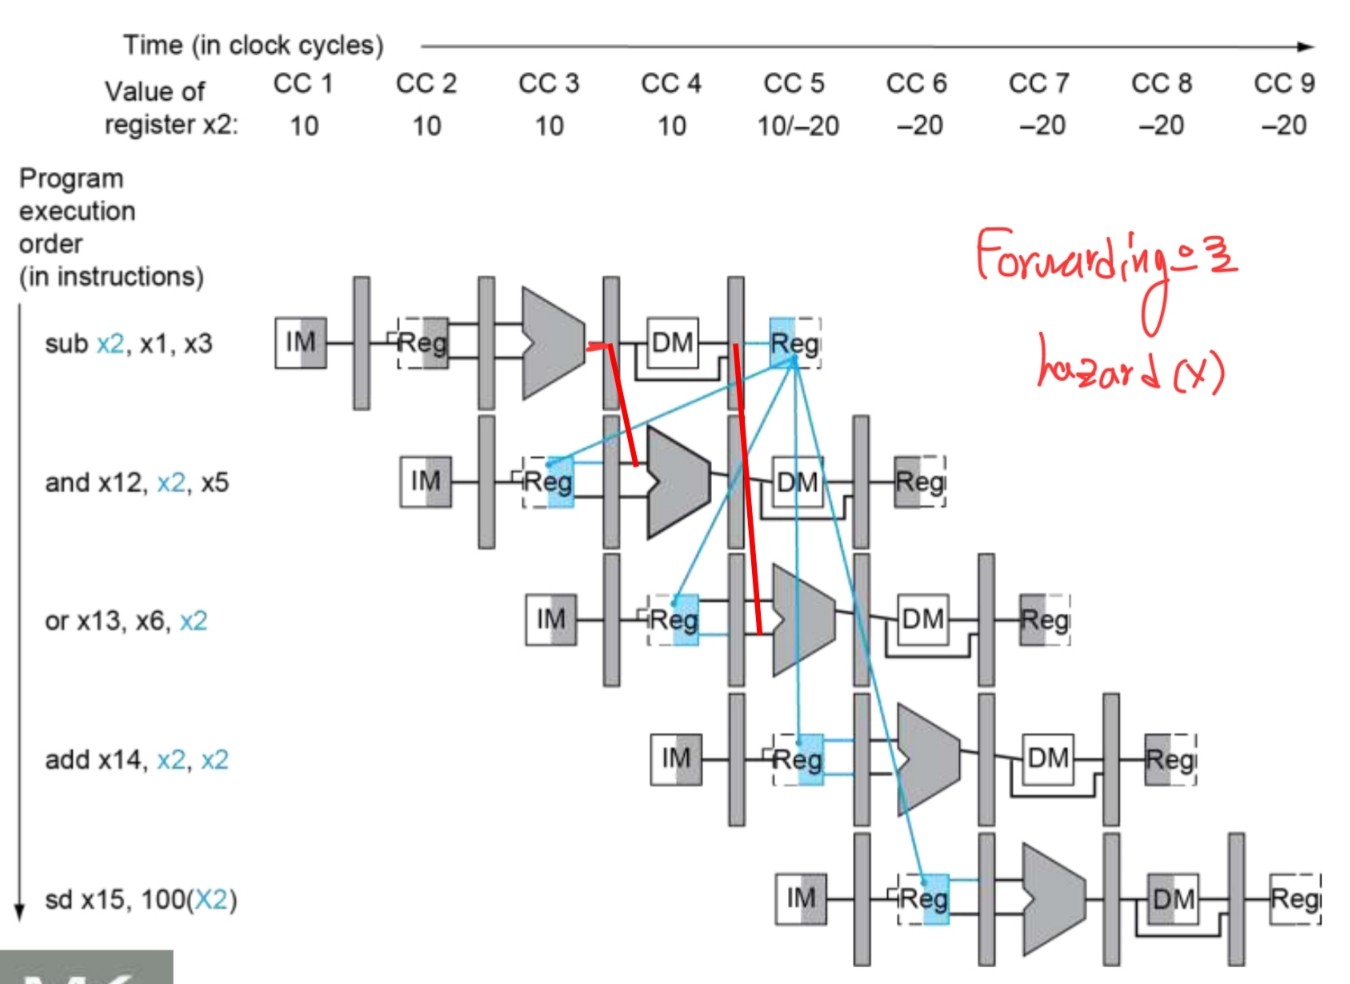 Time (in clock cycles)
CC 1 CC 2 CC 3 CC 4 CC 5 CC 6 CC 7 CC 8 CC 9
Value of
register x2: 10 10 10 10 10/–20 –20 –20 –20 –20
Program
execution
order
(in instructions)
Forwarding으로
hazard (x)
sub x2, x1, x3 IM Reg DM Reg
and x12, x2, x5 IM Reg DM Reg
or x13, x6, x2 IM Reg DM Reg
add x14, x2, x2 IM Reg DM Reg
sd x15, 100(X2) IM Reg DM Reg